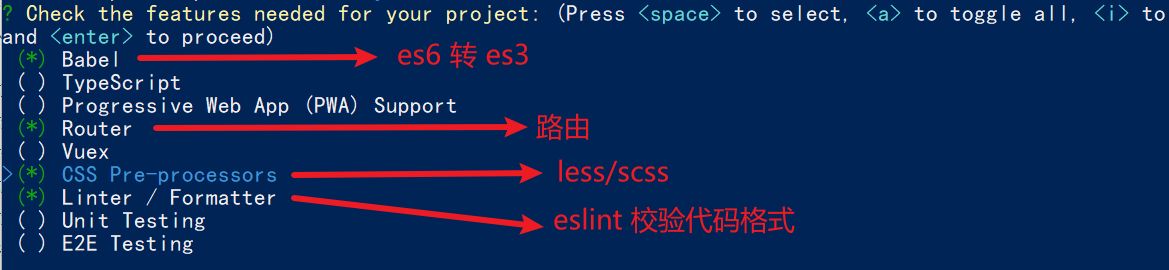 ? Check the features needed for your project: (Press <space> to select, <a> to toggle all, <i> to
and <enter> to proceed)
(*) Babel es6 转 es3
( ) TypeScript
( ) Progressive Web App (PWA) Support
(*) Router 路由
( ) Vuex
>(*) CSS Pre-processors less/scss
(*) Linter / Formatter eslint 校验代码格式
( ) Unit Testing
( ) E2E Testing